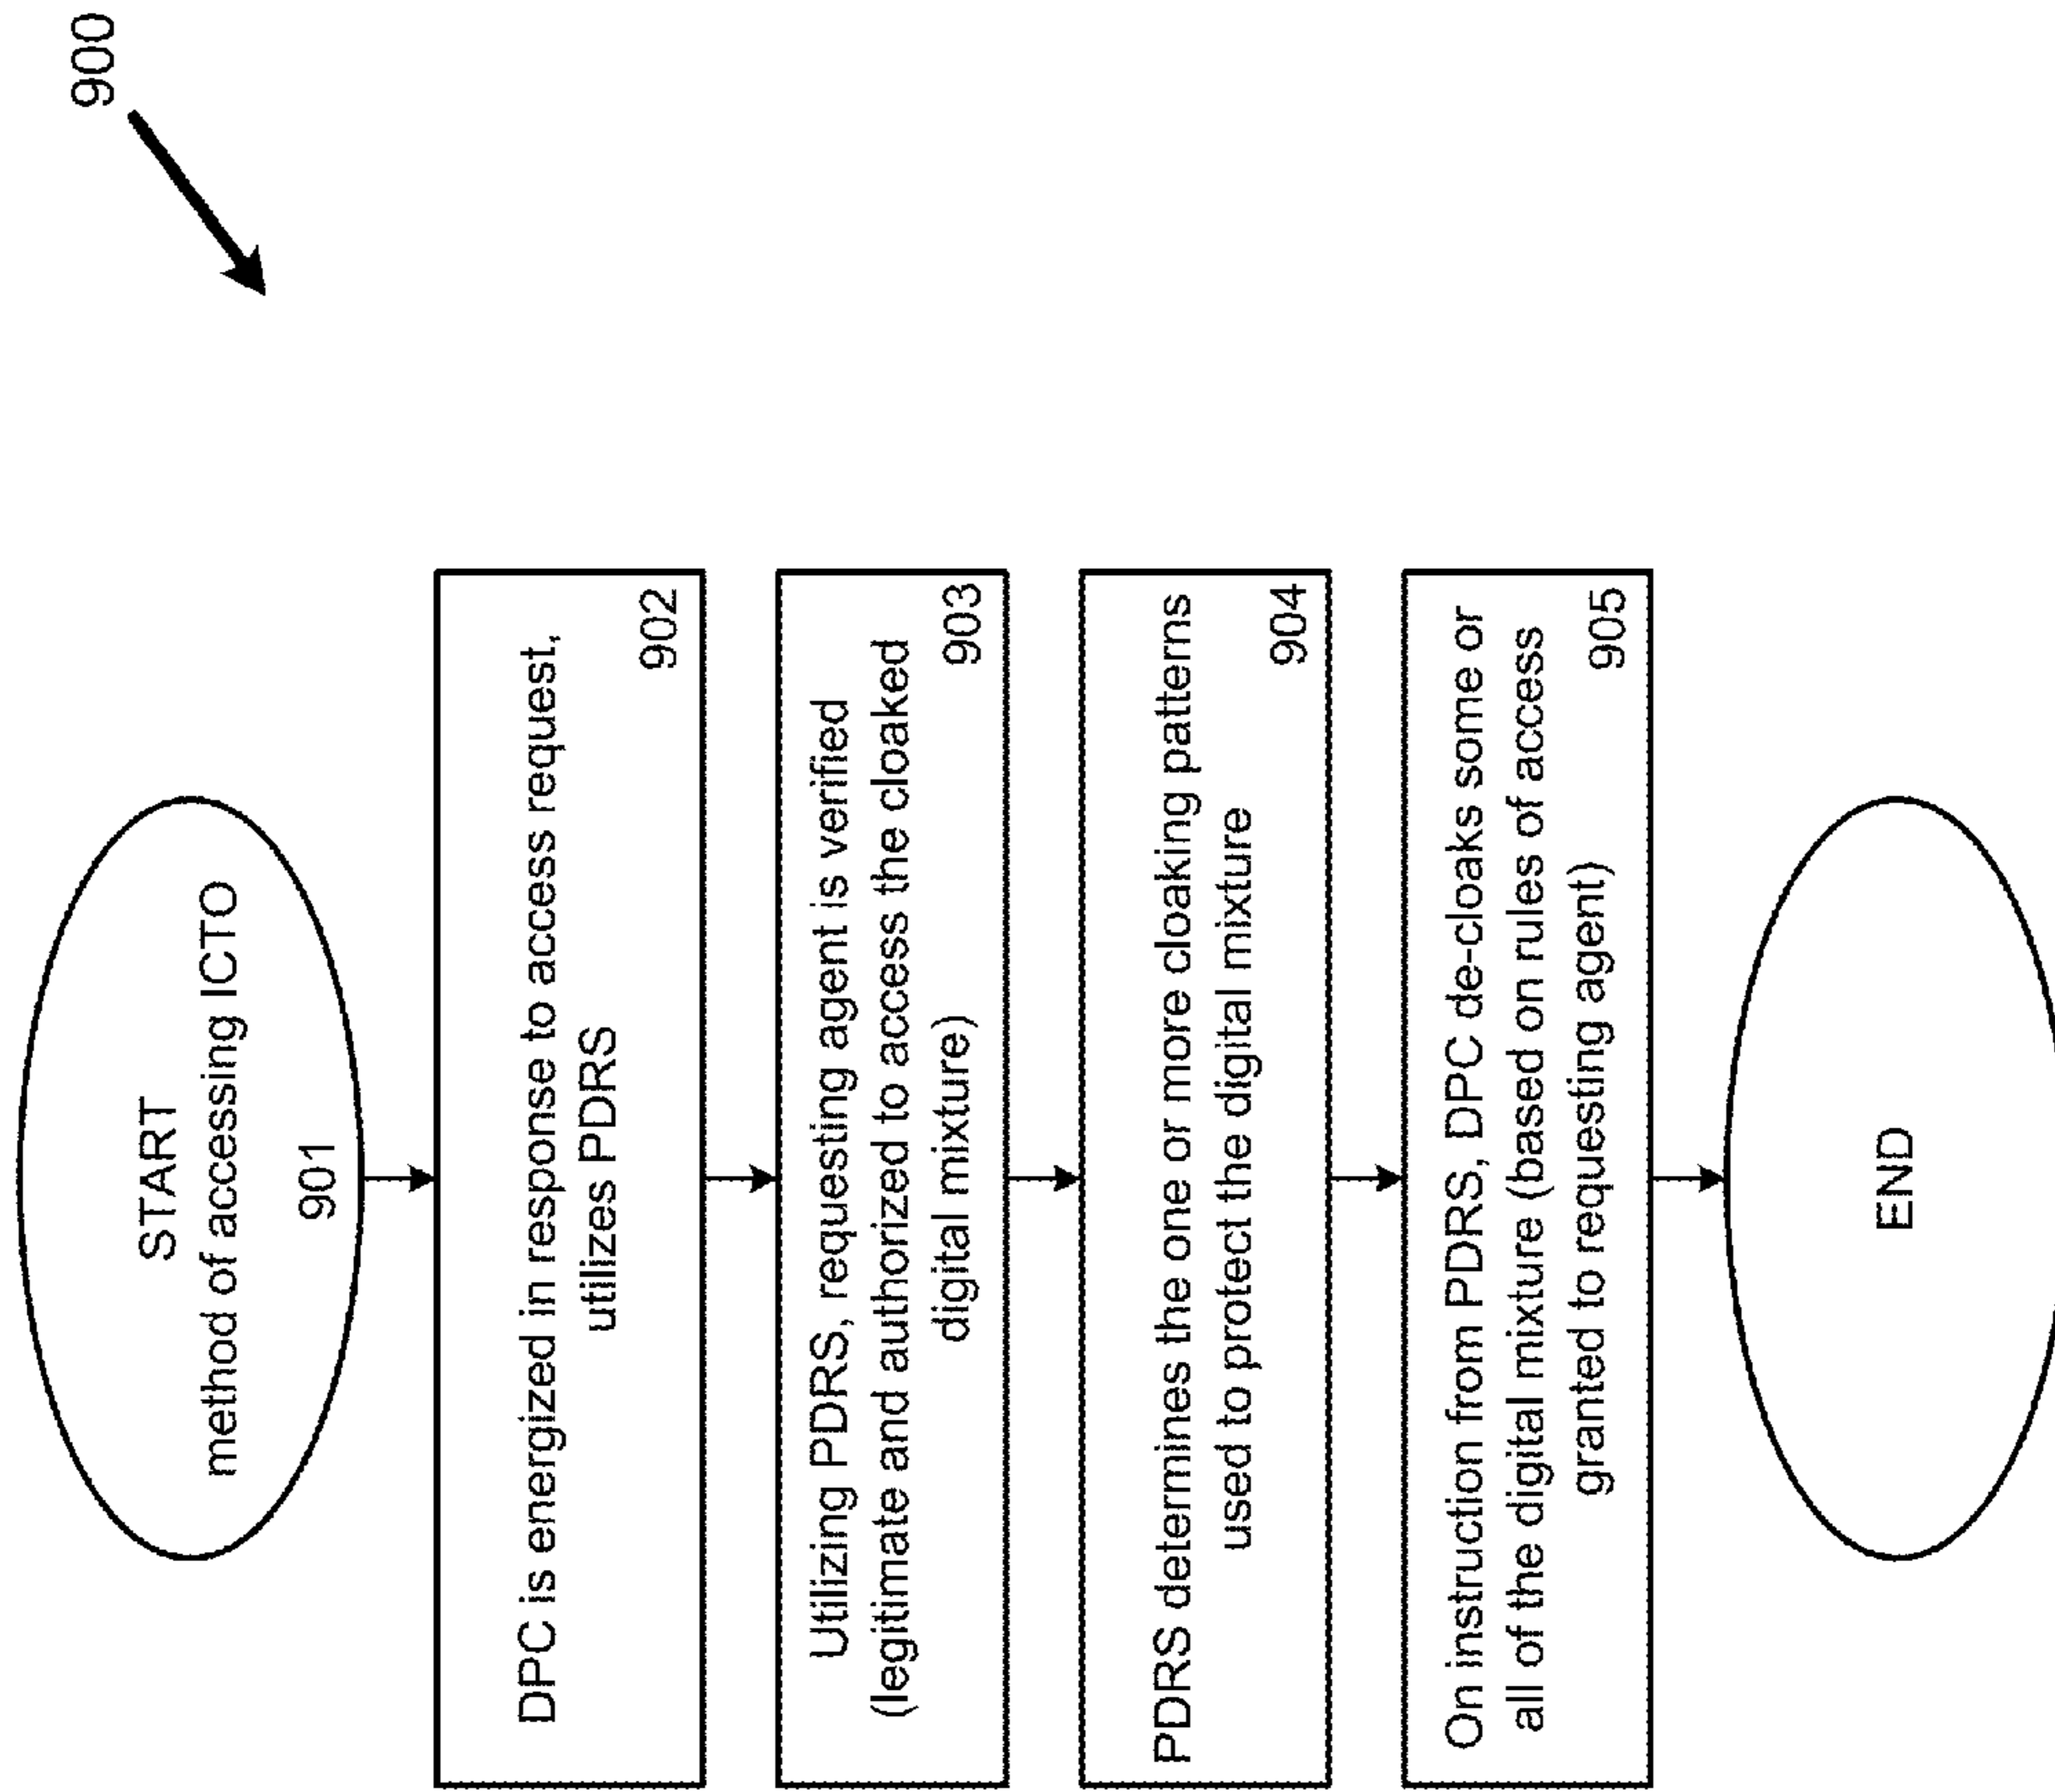 900
START
method of accessing ICTO
901
DPC is energized in response to access request,
utilizes PDRS
902
Utilizing PDRS, requesting agent is verified
(legitimate and authorized to access the cloaked
digital mixture)
903
PDRS determines the one or more cloaking patterns
used to protect the digital mixture
904
On instruction from PDRS, DPC de-cloaks some or
all of the digital mixture (based on rules of access
granted to requesting agent)
905
END